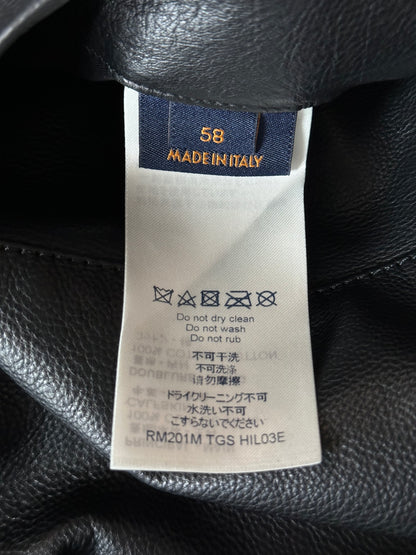 58
MADE IN ITALY
Do not dry clean
Do not wash
Do not rub
不可干洗
不可洗涤
请勿摩擦
ドライクリーニング不可
水洗い不可
こすらないでください
RM201M TGS HIL03E